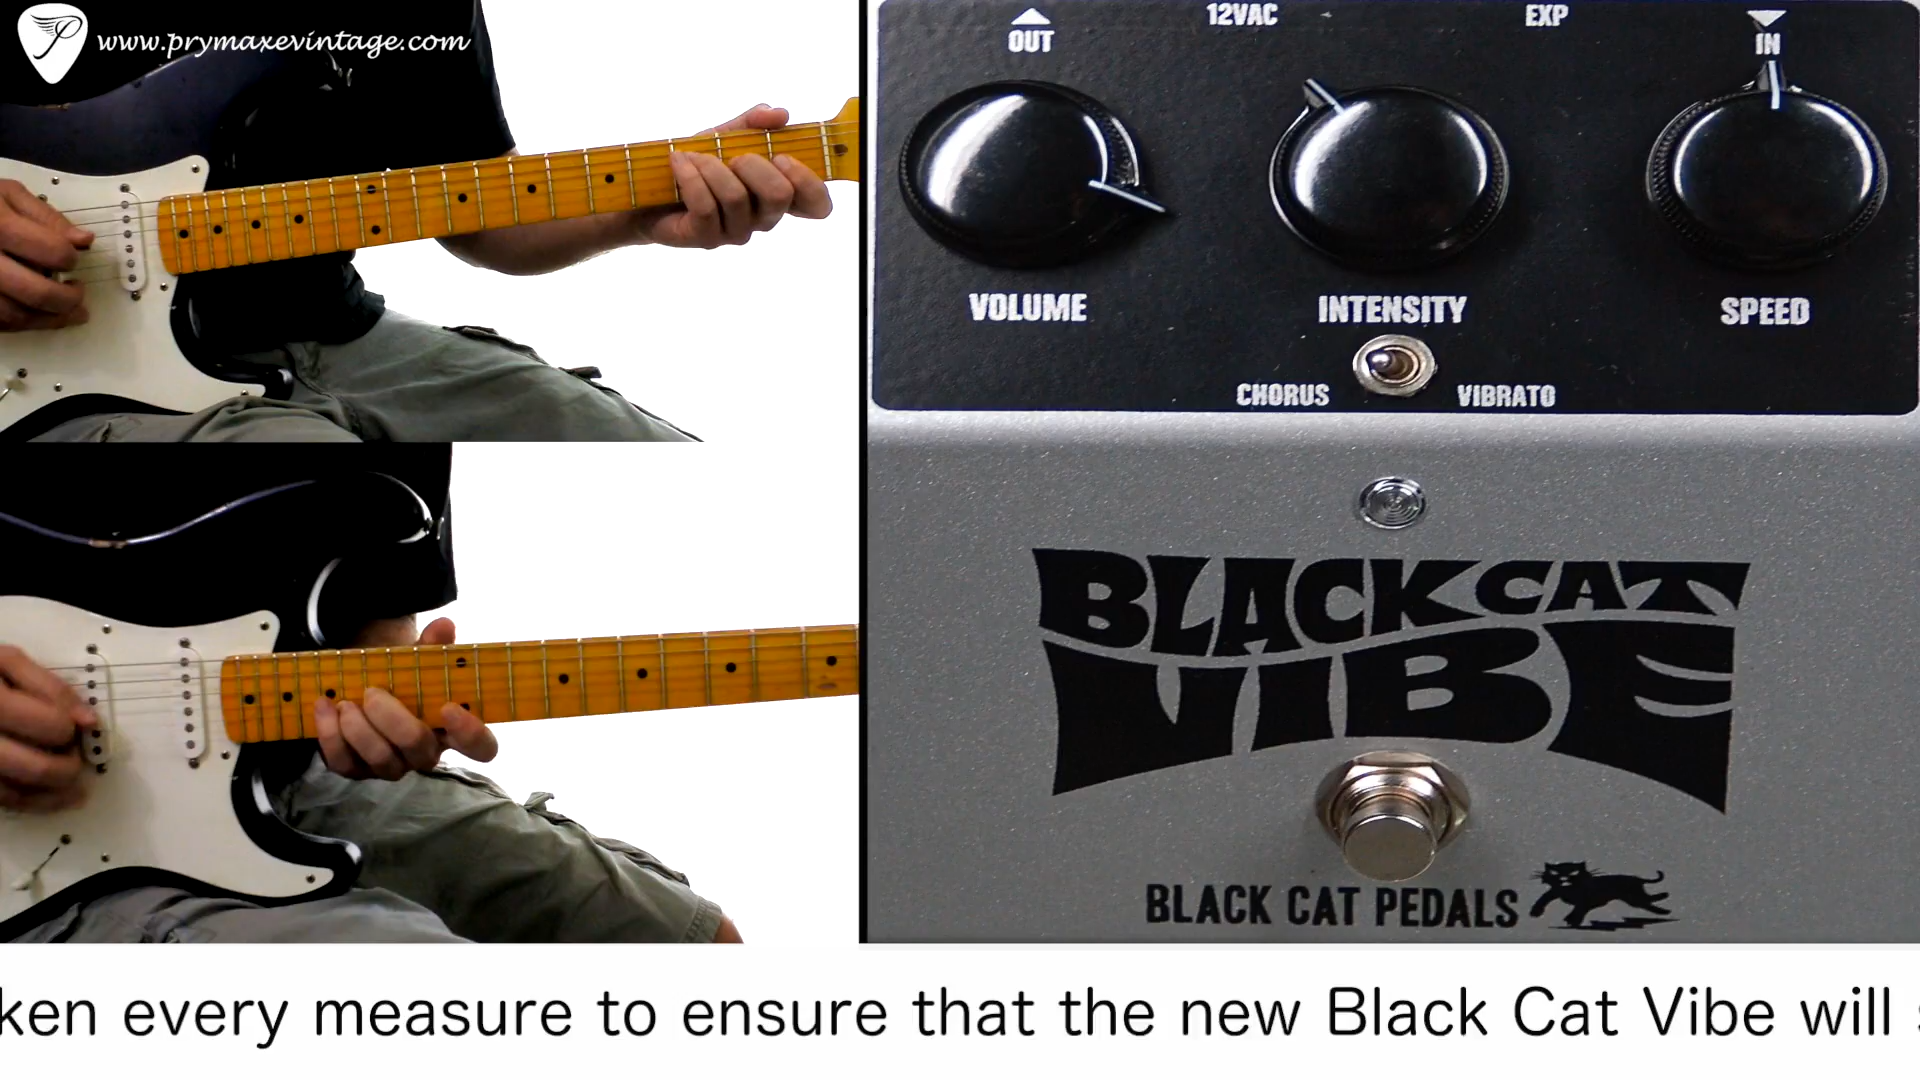 www.prymaxevintage.com
OUT
12VAC
EXP
IN
VOLUME
INTENSITY
SPEED
CHORUS
VIBRATO
BLACK CAT
VIBE
BLACK CAT PEDALS
every measure to ensure that the new Black Cat Vibe will